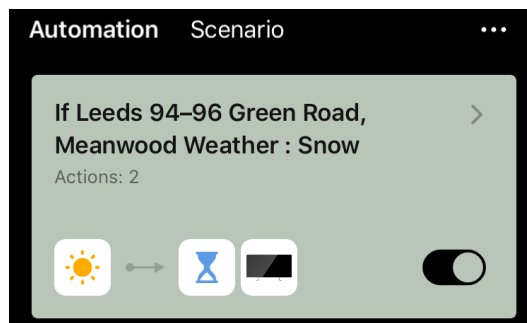 Automation Scenario
If Leeds 94–96 Green Road,
Meanwood Weather : Snow
Actions: 2